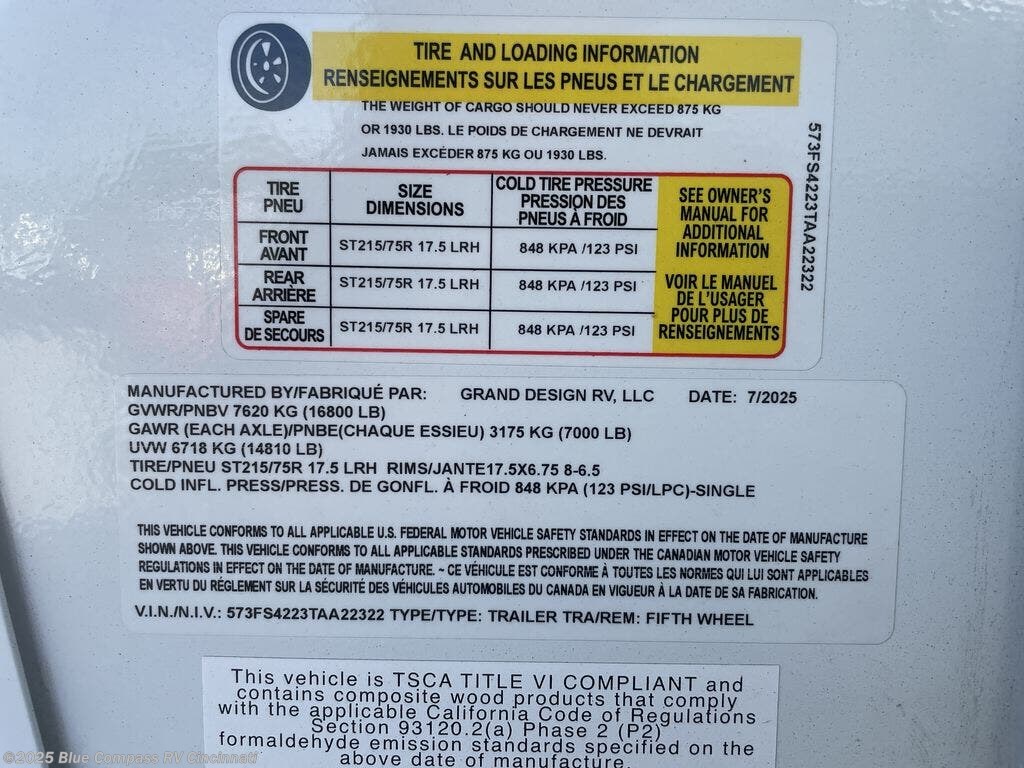 TIRE AND LOADING INFORMATION
RENSEIGNEMENTS SUR LES PNEUS ET LE CHARGEMENT
THE WEIGHT OF CARGO SHOULD NEVER EXCEED 875 KG
OR 1930 LBS. LE POIDS DE CHARGEMENT NE DEVRAIT
JAMAIS EXCÉDER 875 KG OU 1930 LBS.
573FS4223TAA22322
TIRE
PNEU
SIZE
DIMENSIONS
COLD TIRE PRESSURE
PRESSION DES
PNEUS À FROID
FRONT
AVANT
ST215/75R 17.5 LRH
848 KPA /123 PSI
REAR
ARRIÈRE
ST215/75R 17.5 LRH
848 KPA /123 PSI
SPARE
DE SECOURS
ST215/75R 17.5 LRH
848 KPA /123 PSI
SEE OWNER'S
MANUAL FOR
ADDITIONAL
INFORMATION
VOIR LE MANUEL
DE L'USAGER
POUR PLUS DE
RENSEIGNEMENTS
MANUFACTURED BY/FABRIQUÉ PAR: GRAND DESIGN RV, LLC DATE: 7/2025
GVWR/PNBV 7620 KG (16800 LB)
GAWR (EACH AXLE)/PNBE(CHAQUE ESSIEU) 3175 KG (7000 LB)
UVW 6718 KG (14810 LB)
TIRE/PNEU ST215/75R 17.5 LRH RIMS/JANTE17.5X6.75 8-6.5
COLD INFL. PRESS/PRESS. DE GONFL. À FROID 848 KPA (123 PSI/LPC)-SINGLE
THIS VEHICLE CONFORMS TO ALL APPLICABLE U.S. FEDERAL MOTOR VEHICLE SAFETY STANDARDS IN EFFECT ON THE DATE OF MANUFACTURE
SHOWN ABOVE. THIS VEHICLE CONFORMS TO ALL APPLICABLE STANDARDS PRESCRIBED UNDER THE CANADIAN MOTOR VEHICLE SAFETY
REGULATIONS IN EFFECT ON THE DATE OF MANUFACTURE. ~ CE VÉHICULE EST CONFORME À TOUTES LES NORMES QUI LUI SONT APPLICABLES
EN VERTU DU RÉGLEMENT SUR LA SÉCURITÉ DES VÉHICULES AUTOMOBILES DU CANADA EN VIGUEUR À LA DATE DE SA FABRICATION.
V.I.N./N.I.V.: 573FS4223TAA22322 TYPE/TYPE: TRAILER TRA/REM: FIFTH WHEEL
This vehicle is TSCA TITLE VI COMPLIANT and
contains composite wood products that comply
with the applicable California Code of Regulations
Section 93120.2(a) Phase 2 (P2)
formaldehyde emission standards specified on the
above date of manufacture.
©2025 Blue Compass RV Cincinnati